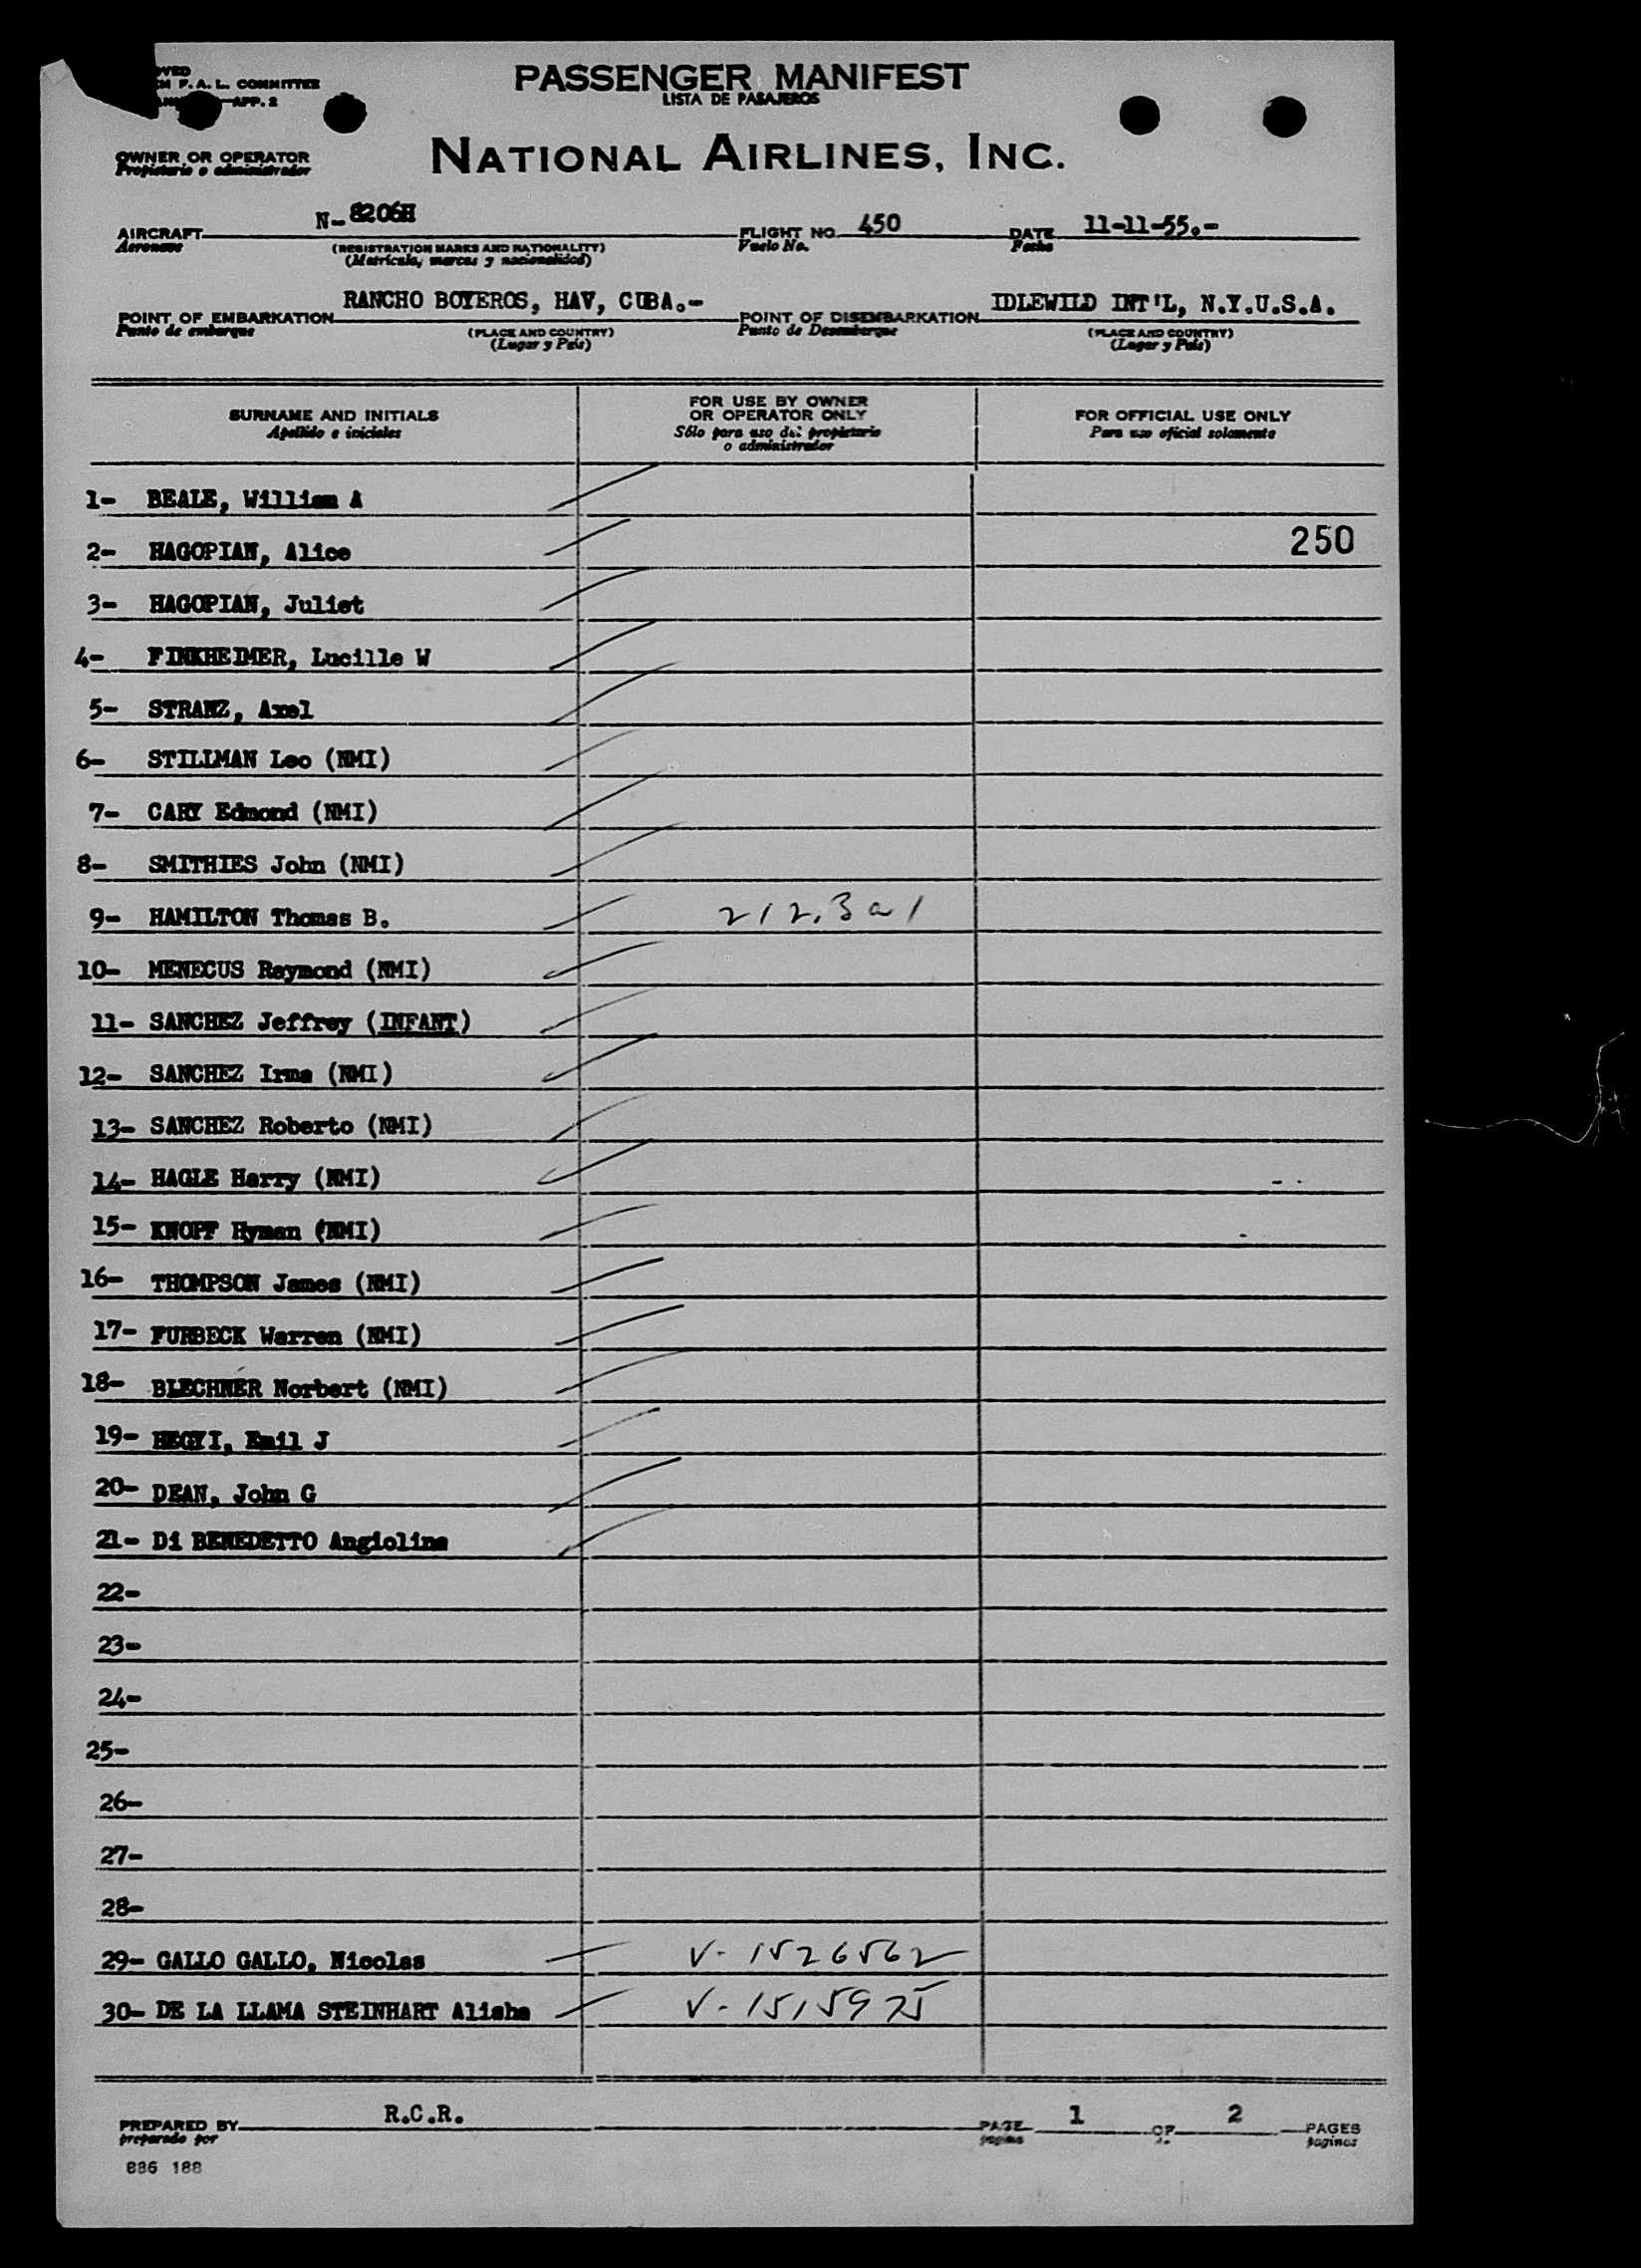 OVED
F.A.L. COMMITTEE
APP. 2
PASSENGER MANIFEST
LISTA DE PASAJEROS
OWNER OR OPERATOR
Propietario o administrador
NATIONAL AIRLINES, INC.
AIRCRAFT N-8206H FLIGHT NO. 450 DATE 11-11-55.-
Aeronave (REGISTRATION MARKS AND NATIONALITY) Vuelo No. Fecha
(Matrícula, marcas y nacionalidad)
POINT OF EMBARKATION RANCHO BOYEROS, HAV, CUBA.- POINT OF DISEMBARKATION IDLEWILD INT'L, N.Y.U.S.A.
Punto de embarque (PLACE AND COUNTRY) Punto de Desembarque (PLACE AND COUNTRY)
(Lugar y País) (Lugar y País)
SURNAME AND INITIALS
Apellido e iniciales
FOR USE BY OWNER
OR OPERATOR ONLY
Sólo para uso del propietario
o administrador
FOR OFFICIAL USE ONLY
Para uso oficial solamente
1- BEALE, William A
2- HAGOPIAN, Alice 250
3- HAGOPIAN, Juliet
4- FINKHEIMER, Lucille W
5- STRANZ, Axel
6- STILLMAN Leo (NMI)
7- CARY Edmond (NMI)
8- SMITHIES John (NMI)
9- HAMILTON Thomas B. 212.3a1
10- MENECUS Raymond (NMI)
11- SANCHEZ Jeffrey (INFANT)
12- SANCHEZ Irma (NMI)
13- SANCHEZ Roberto (NMI)
14- HAGLE Harry (NMI)
15- KNOPF Hyman (NMI)
16- THOMPSON James (NMI)
17- FURBECK Warren (NMI)
18- BLECHNER Norbert (NMI)
19- HEGYI, Emil J
20- DEAN, John G
21- Di BENEDETTO Angiolina
22-
23-
24-
25-
26-
27-
28-
29- GALLO GALLO, Nicolas V-1526562
30- DE LA LLAMA STEINHART Alisha V-1515975
PREPARED BY R.C.R. PAGE 1 OF 2 PAGES
preparado por página páginas
886 188